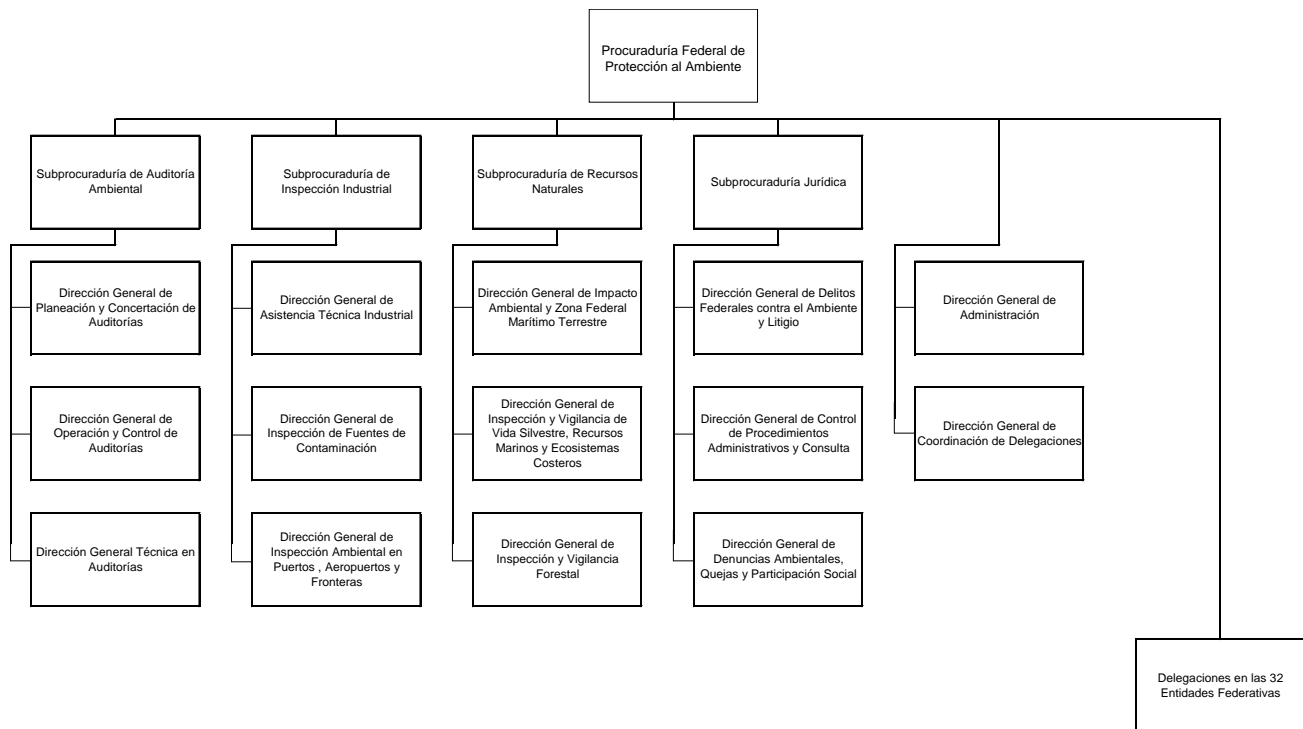 Procuraduría Federal de
Protección al Ambiente
Subprocuraduría de Auditoría
Ambiental
Subprocuraduría de
Inspección Industrial
Subprocuraduría de Recursos
Naturales
Subprocuraduría Jurídica
Dirección General de
Planeación y Concertación de
Auditorías
Dirección General de
Asistencia Técnica Industrial
Dirección General de Impacto
Ambiental y Zona Federal
Marítimo Terrestre
Dirección General de Delitos
Federales contra el Ambiente
y Litigio
Dirección General de
Administración
Dirección General de
Operación y Control de
Auditorías
Dirección General de
Inspección de Fuentes de
Contaminación
Dirección General de
Inspección y Vigilancia de
Vida Silvestre, Recursos
Marinos y Ecosistemas
Costeros
Dirección General de Control
de Procedimientos
Administrativos y Consulta
Dirección General de
Coordinación de Delegaciones
Dirección General Técnica en
Auditorías
Dirección General de
Inspección Ambiental en
Puertos , Aeropuertos y
Fronteras
Dirección General de
Inspección y Vigilancia
Forestal
Dirección General de
Denuncias Ambientales,
Quejas y Participación Social
Delegaciones en las 32
Entidades Federativas